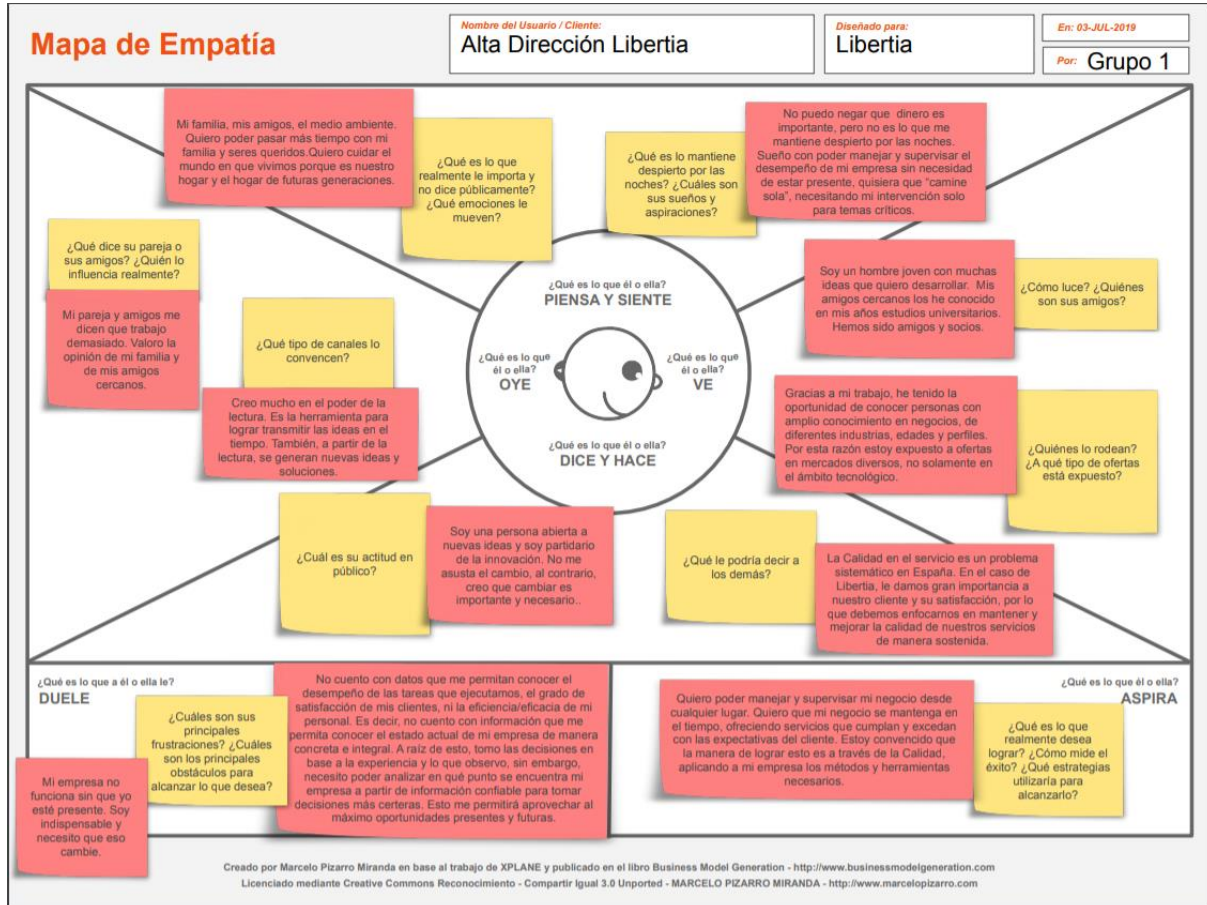 Mapa de Empatía
Nombre del Usuario / Cliente:
Alta Dirección Libertia
Diseñado para:
Libertia
En: 03-JUL-2019
Por: Grupo 1
Mi familia, mis amigos, el medio ambiente.
Quiero poder pasar más tiempo con mi
familia y seres queridos.Quiero cuidar el
mundo en que vivimos porque es nuestro
hogar y el hogar de futuras generaciones.
¿Qué es lo que
realmente le importa y
no dice públicamente?
¿Qué emociones le
mueven?
¿Qué es lo mantiene
despierto por las
noches? ¿Cuáles son
sus sueños y
aspiraciones?
No puedo negar que dinero es
importante, pero no es lo que me
mantiene despierto por las noches.
Sueño con poder manejar y supervisar el
desempeño de mi empresa sin necesidad
de estar presente, quisiera que “camine
sola”, necesitando mi intervención solo
para temas críticos.
¿Qué dice su pareja o
sus amigos? ¿Quién lo
influencia realmente?
Mi pareja y amigos me
dicen que trabajo
demasiado. Valoro la
opinión de mi familia y
de mis amigos
cercanos.
¿Qué tipo de canales lo
convencen?
Creo mucho en el poder de la
lectura. Es la herramienta para
lograr transmitir las ideas en el
tiempo. También, a partir de la
lectura, se generan nuevas ideas y
soluciones.
¿Qué es lo que él o ella?
PIENSA Y SIENTE
¿Qué es lo que
él o ella?
OYE
¿Qué es lo que
él o ella?
VE
¿Qué es lo que él o ella?
DICE Y HACE
Soy un hombre joven con muchas
ideas que quiero desarrollar. Mis
amigos cercanos los he conocido
en mis años estudios universitarios.
Hemos sido amigos y socios.
¿Cómo luce? ¿Quiénes
son sus amigos?
Gracias a mi trabajo, he tenido la
oportunidad de conocer personas con
amplio conocimiento en negocios, de
diferentes industrias, edades y perfiles.
Por esta razón estoy expuesto a ofertas
en mercados diversos, no solamente en
el ámbito tecnológico.
¿Quiénes lo rodean?
¿A qué tipo de ofertas
está expuesto?
¿Cuál es su actitud en
público?
Soy una persona abierta a
nuevas ideas y soy partidario
de la innovación. No me
asusta el cambio, al contrario,
creo que cambiar es
importante y necesario..
¿Qué le podría decir a
los demás?
La Calidad en el servicio es un problema
sistemático en España. En el caso de
Libertia, le damos gran importancia a
nuestro cliente y su satisfacción, por lo
que debemos enfocarnos en mantener y
mejorar la calidad de nuestros servicios
de manera sostenida.
¿Qué es lo que a él o ella le?
DUELE
¿Cuáles son sus
principales
frustraciones? ¿Cuáles
son los principales
obstáculos para
alcanzar lo que desea?
Mi empresa no
funciona sin que yo
esté presente. Soy
indispensable y
necesito que eso
cambie.
No cuento con datos que me permitan conocer el
desempeño de las tareas que ejecutamos, el grado de
satisfacción de mis clientes, ni la eficiencia/eficacia de mi
personal. Es decir, no cuento con información que me
permita conocer el estado actual de mi empresa de manera
concreta e integral. A raíz de esto, tomo las decisiones en
base a la experiencia y lo que observo, sin embargo,
necesito poder analizar en qué punto se encuentra mi
empresa a partir de información confiable para tomar
decisiones más certeras. Esto me permitirá aprovechar al
máximo oportunidades presentes y futuras.
¿Qué es lo que él o ella?
ASPIRA
Quiero poder manejar y supervisar mi negocio desde
cualquier lugar. Quiero que mi negocio se mantenga en
el tiempo, ofreciendo servicios que cumplan y excedan
con las expectativas del cliente. Estoy convencido que
la manera de lograr esto es a través de la Calidad,
aplicando a mi empresa los métodos y herramientas
necesarios.
¿Qué es lo que
realmente desea
lograr? ¿Cómo mide el
éxito? ¿Qué estrategias
utilizaría para
alcanzarlo?
Creado por Marcelo Pizarro Miranda en base al trabajo de XPLANE y publicado en el libro Business Model Generation - http://www.businessmodelgeneration.com
Licenciado mediante Creative Commons Reconocimiento - Compartir Igual 3.0 Unported - MARCELO PIZARRO MIRANDA - http://www.marcelopizarro.com